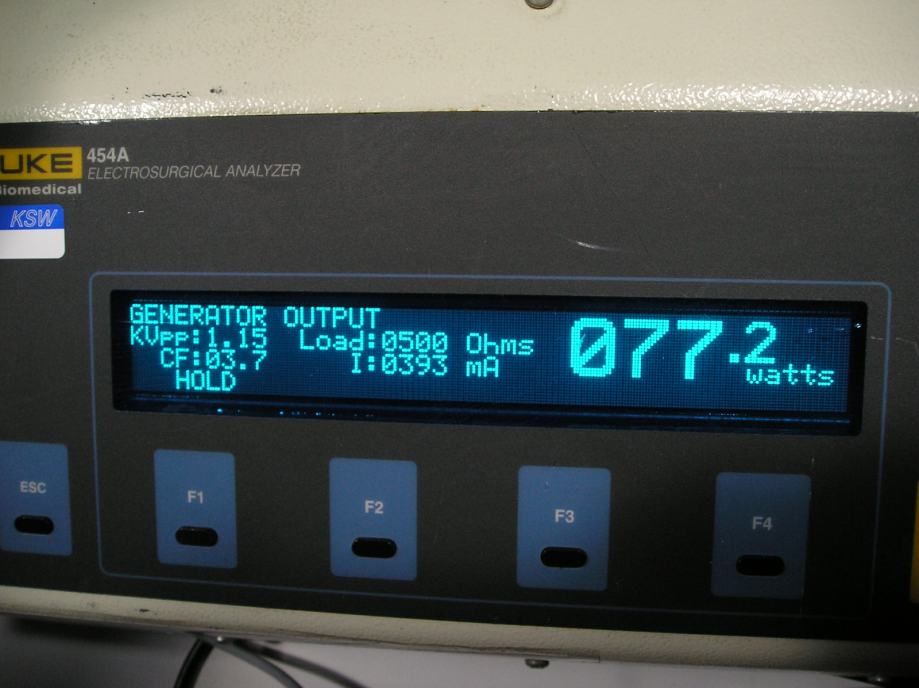 UKE 454A
Biomedical ELECTROSURGICAL ANALYZER
KSW
GENERATOR OUTPUT
KVpp:1.15 Load:0500 Ohms 077.2
CF:03.7 I:0393 mA watts
HOLD
ESC F1 F2 F3 F4